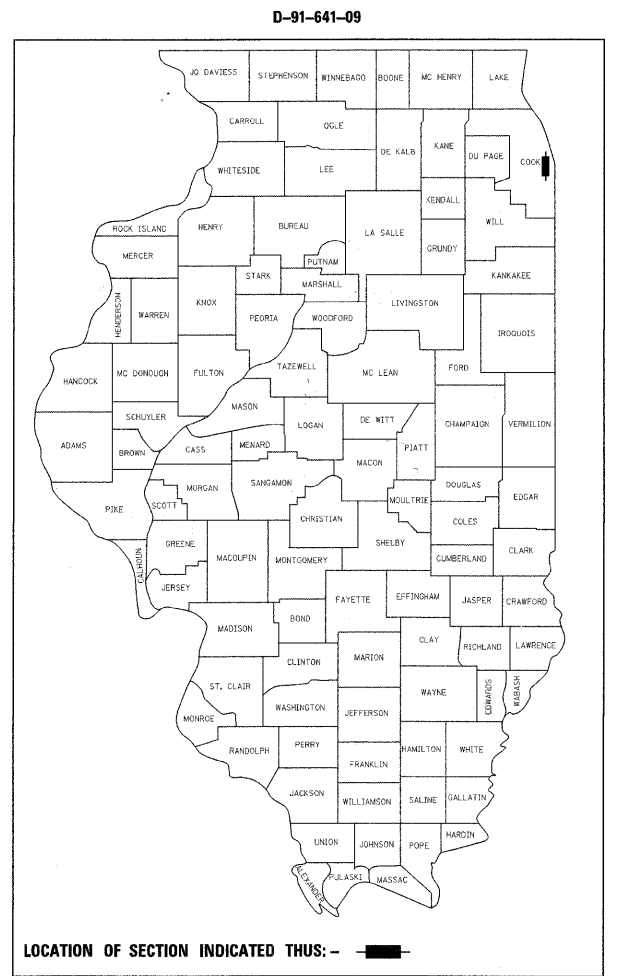 D-91-641-09
JO DAVIESS STEPHENSON WINNEBAGO BOONE MC HENRY LAKE
CARROLL OGLE
DE KALB KANE DU PAGE COOK
WHITESIDE LEE
KENDALL
ROCK ISLAND HENRY BUREAU LA SALLE GRUNDY WILL
MERCER PUTNAM
STARK MARSHALL KANKAKEE
HENDERSON WARREN KNOX PEORIA WOODFORD LIVINGSTON IROQUOIS
HANCOCK MC DONOUGH FULTON TAZEWELL MC LEAN FORD
SCHUYLER MASON LOGAN DE WITT CHAMPAIGN VERMILION
ADAMS BROWN CASS MENARD MACON PIATT
PIKE SCOTT MORGAN SANGAMON MOULTRIE DOUGLAS EDGAR
CHRISTIAN COLES
CALHOUN GREENE MACOUPIN MONTGOMERY SHELBY CUMBERLAND CLARK
JERSEY FAYETTE EFFINGHAM JASPER CRAWFORD
MADISON BOND
CLINTON MARION CLAY RICHLAND LAWRENCE
ST. CLAIR WASHINGTON WAYNE EDWARDS WABASH
MONROE JEFFERSON
RANDOLPH PERRY HAMILTON WHITE
FRANKLIN
JACKSON WILLIAMSON SALINE GALLATIN
UNION JOHNSON POPE HARDIN
ALEXANDER PJLASKI MASSAC
LOCATION OF SECTION INDICATED THUS: -